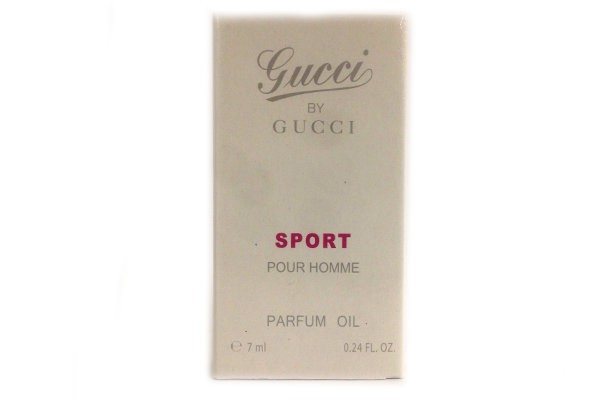 Gucci
BY
GUCCI
SPORT
POUR HOMME
PARFUM OIL
℮ 7 ml 0.24 FL. OZ.